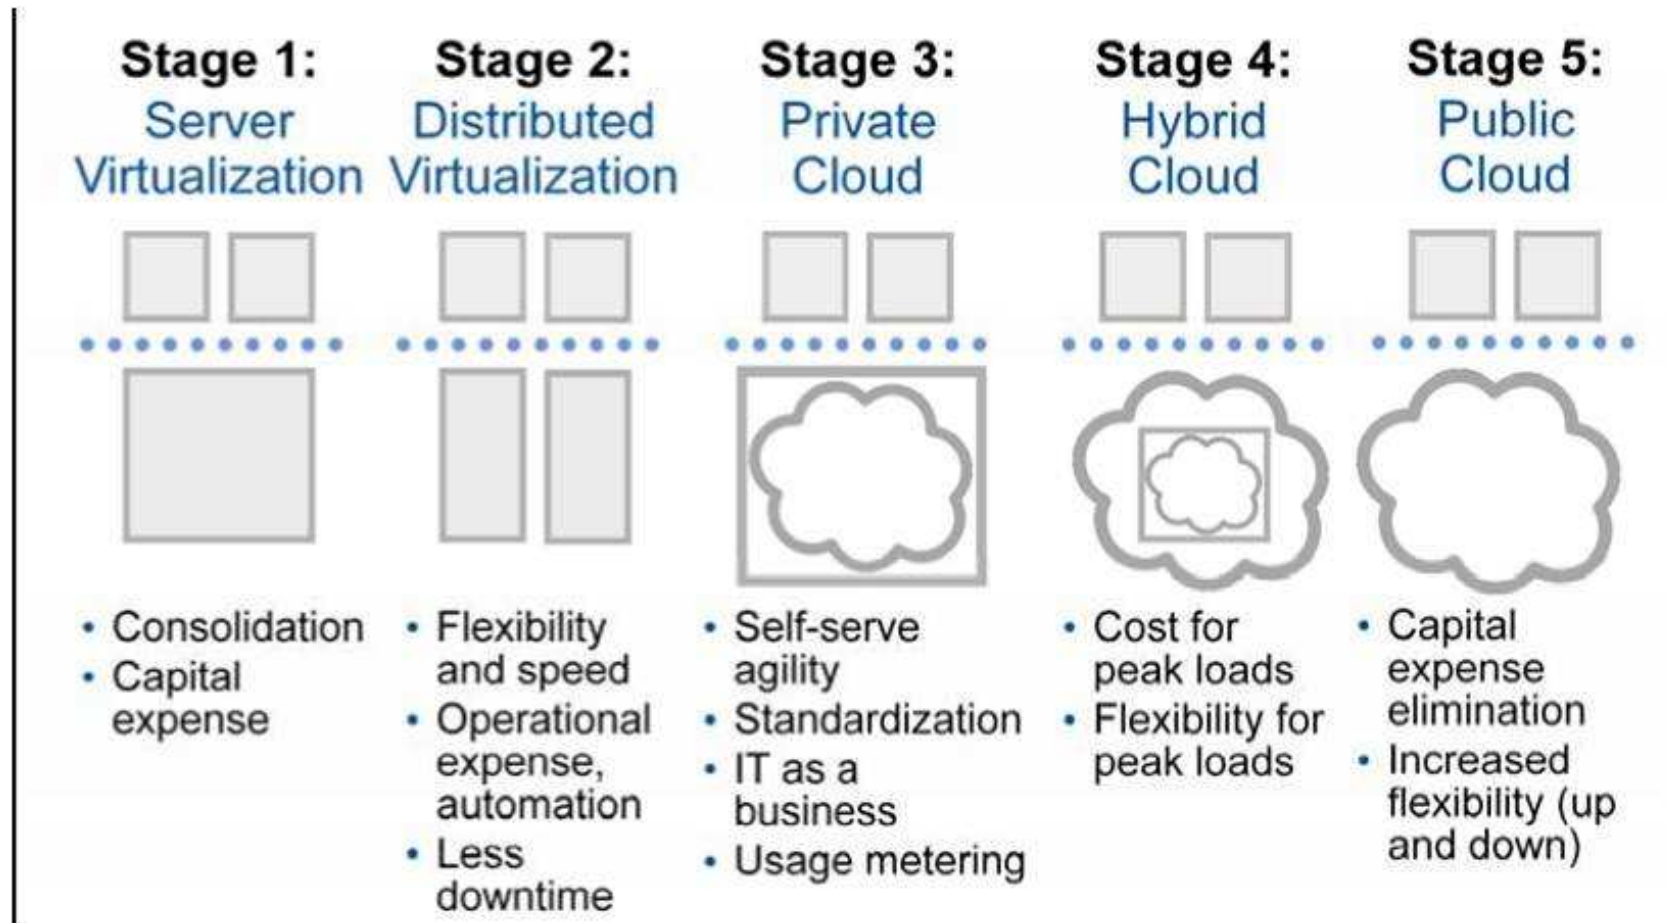 Stage 1:
Server
Virtualization
Stage 2:
Distributed
Virtualization
Stage 3:
Private
Cloud
Stage 4:
Hybrid
Cloud
Stage 5:
Public
Cloud
• Consolidation
• Capital
expense
• Flexibility
and speed
• Operational
expense,
automation
• Less
downtime
• Self-serve
agility
• Standardization
• IT as a
business
• Usage metering
• Cost for
peak loads
• Flexibility for
peak loads
• Capital
expense
elimination
• Increased
flexibility (up
and down)